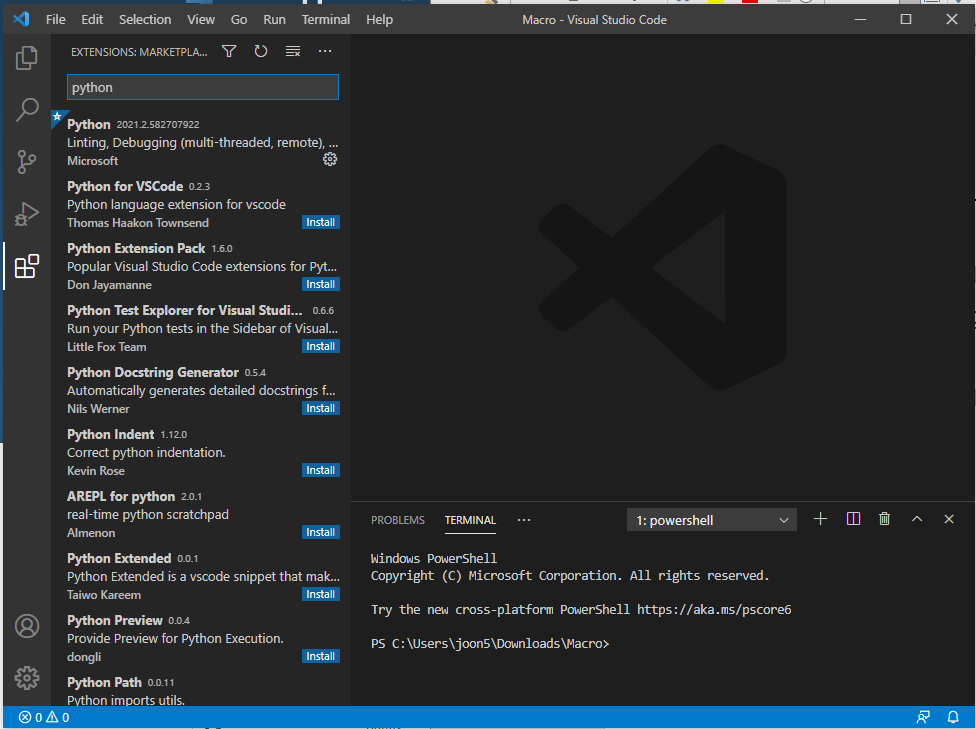 File Edit Selection View Go Run Terminal Help Macro - Visual Studio Code
EXTENSIONS: MARKETPLA...
python
Python 2021.2.582707922
Linting, Debugging (multi-threaded, remote), ...
Microsoft
Python for VSCode 0.2.3
Python language extension for vscode
Thomas Haakon Townsend Install
Python Extension Pack 1.6.0
Popular Visual Studio Code extensions for Pyt...
Don Jayamanne Install
Python Test Explorer for Visual Studi... 0.6.6
Run your Python tests in the Sidebar of Visual...
Little Fox Team Install
Python Docstring Generator 0.5.4
Automatically generates detailed docstrings f...
Nils Werner Install
Python Indent 1.12.0
Correct python indentation.
Kevin Rose Install
AREPL for python 2.0.1
real-time python scratchpad
Almenon Install
Python Extended 0.0.1
Python Extended is a vscode snippet that mak...
Taiwo Kareem Install
Python Preview 0.0.4
Provide Preview for Python Execution.
dongli Install
Python Path 0.0.11
Python imports utils.
PROBLEMS TERMINAL ... 1: powershell
Windows PowerShell
Copyright (C) Microsoft Corporation. All rights reserved.
Try the new cross-platform PowerShell https://aka.ms/pscore6
PS C:\Users\joon5\Downloads\Macro>
0 0